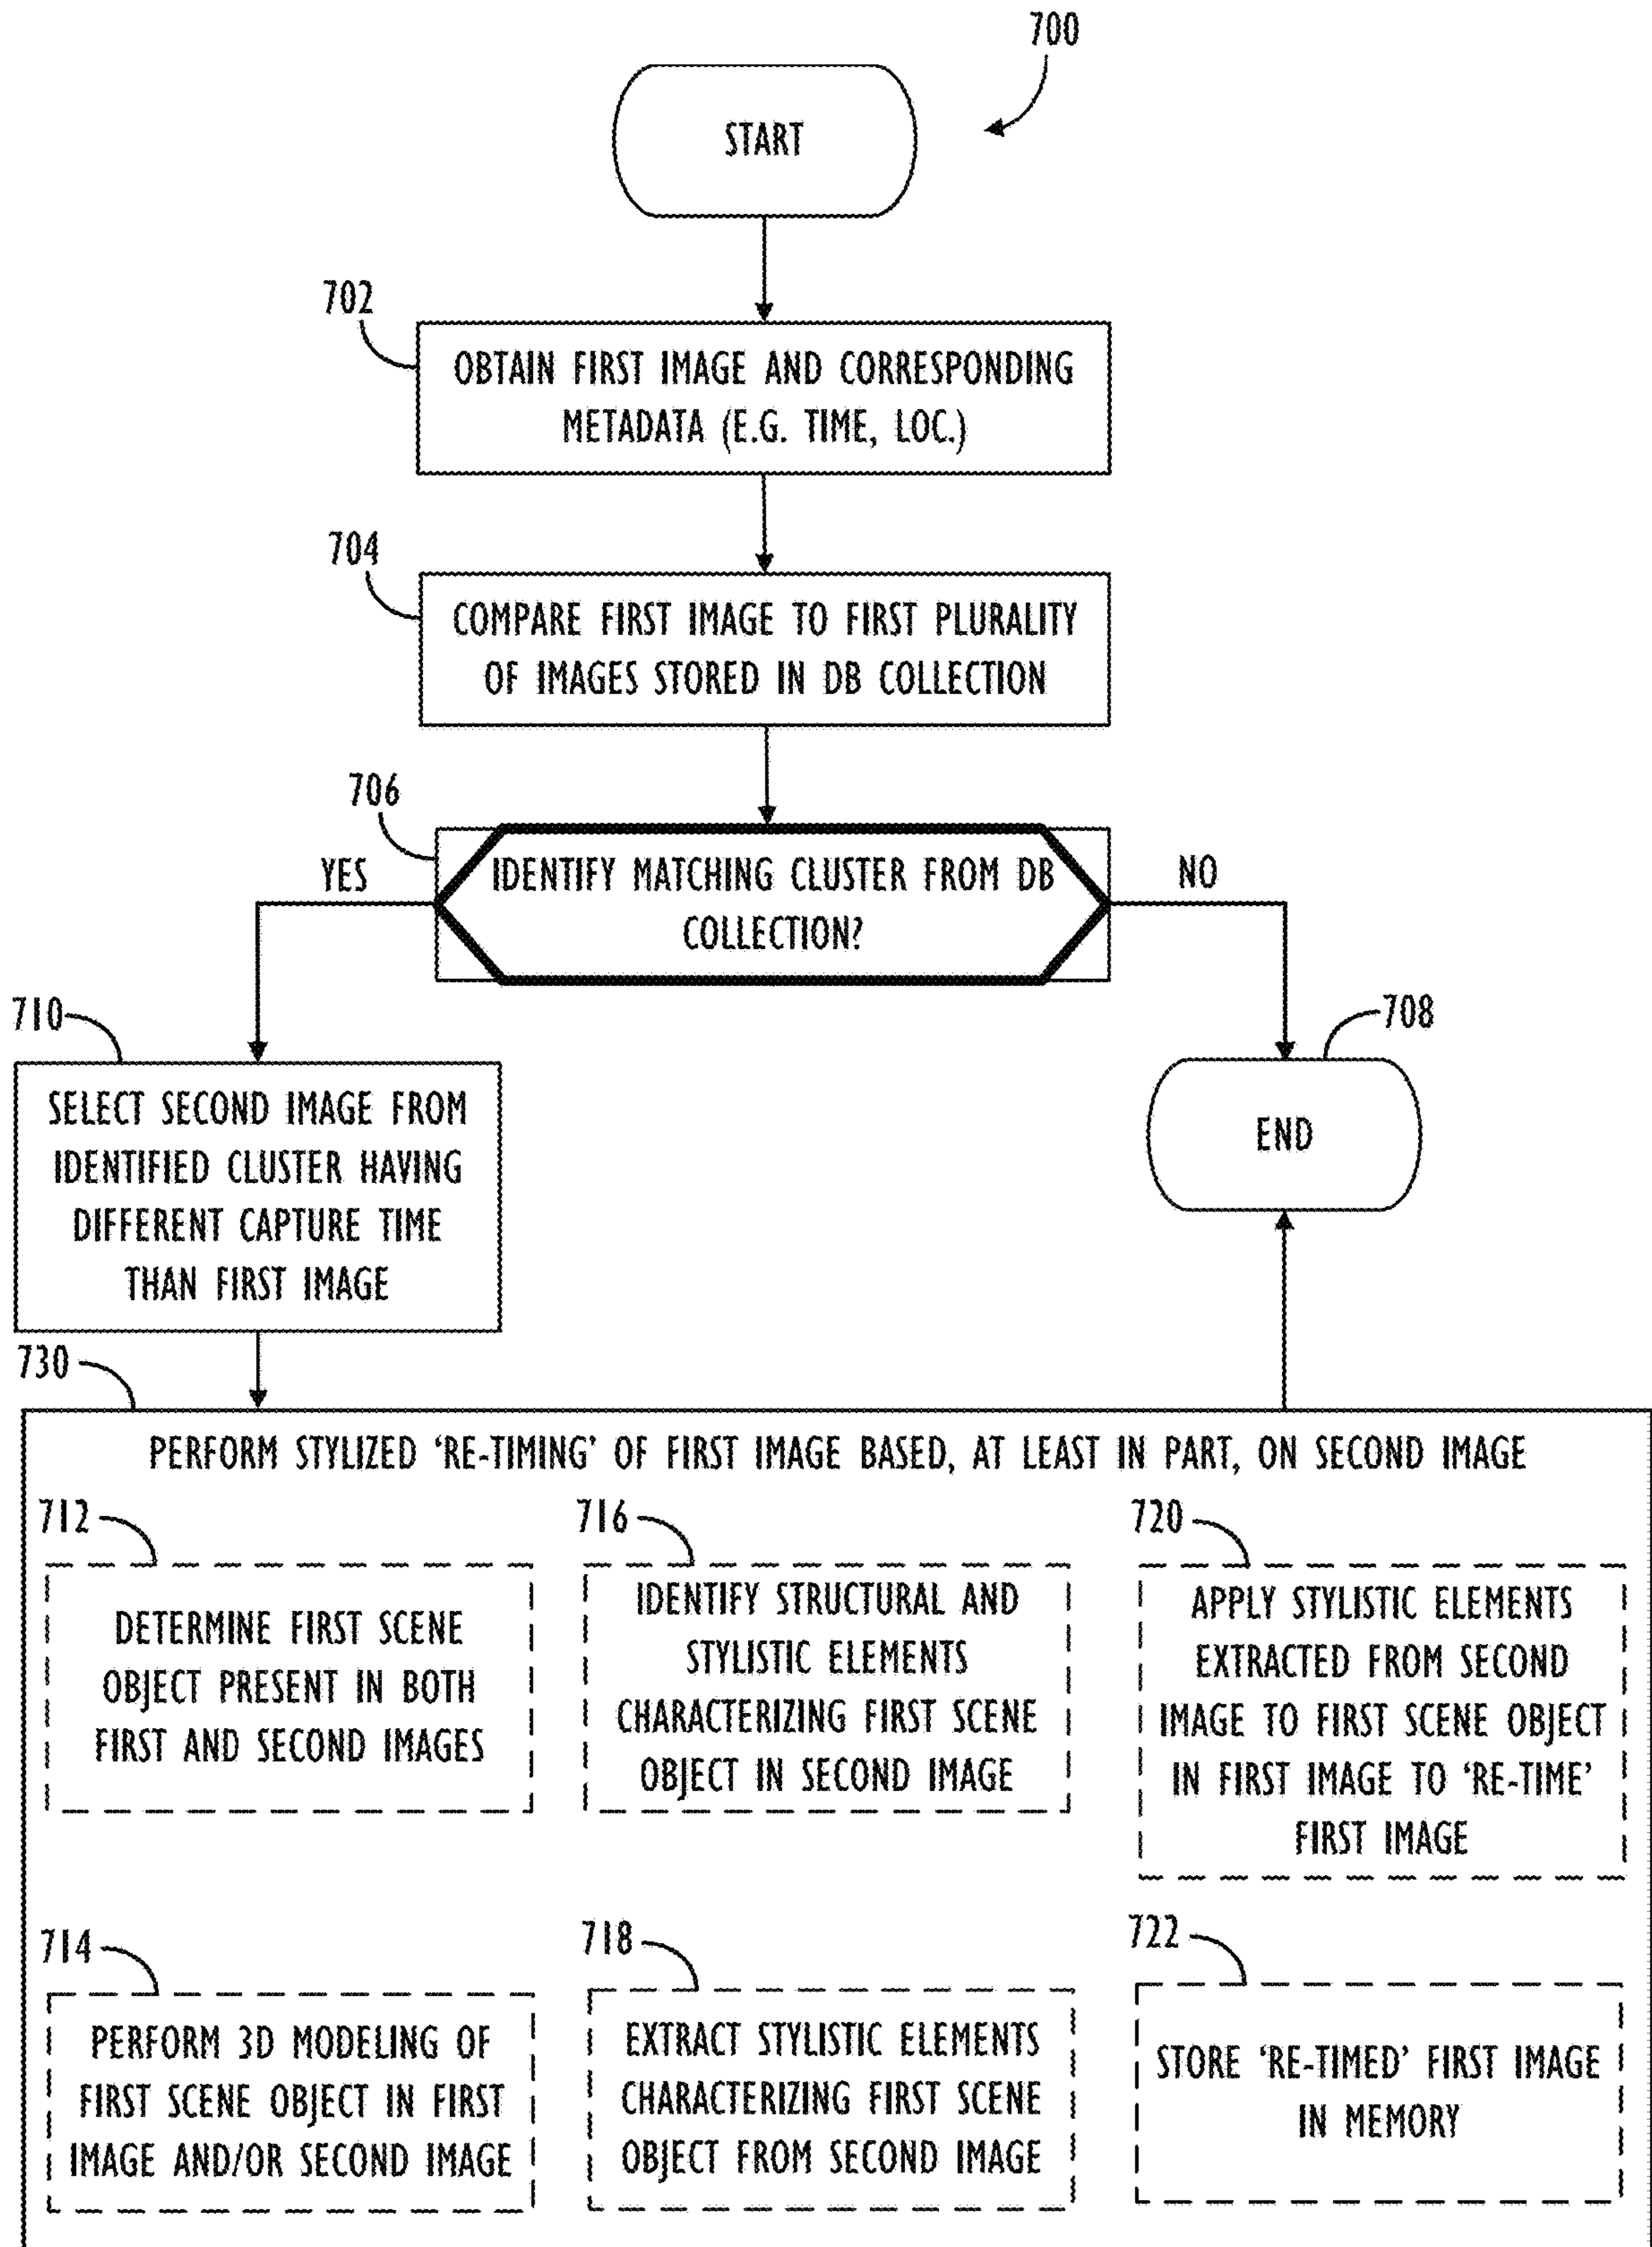 700
START
702
OBTAIN FIRST IMAGE AND CORRESPONDING
METADATA (E.G. TIME, LOC.)
704
COMPARE FIRST IMAGE TO FIRST PLURALITY
OF IMAGES STORED IN DB COLLECTION
706
IDENTIFY MATCHING CLUSTER FROM DB
COLLECTION?
YES
NO
710
SELECT SECOND IMAGE FROM
IDENTIFIED CLUSTER HAVING
DIFFERENT CAPTURE TIME
THAN FIRST IMAGE
708
END
730
PERFORM STYLIZED ‘RE-TIMING’ OF FIRST IMAGE BASED, AT LEAST IN PART, ON SECOND IMAGE
712
DETERMINE FIRST SCENE
OBJECT PRESENT IN BOTH
FIRST AND SECOND IMAGES
716
IDENTIFY STRUCTURAL AND
STYLISTIC ELEMENTS
CHARACTERIZING FIRST SCENE
OBJECT IN SECOND IMAGE
720
APPLY STYLISTIC ELEMENTS
EXTRACTED FROM SECOND
IMAGE TO FIRST SCENE OBJECT
IN FIRST IMAGE TO ‘RE-TIME’
FIRST IMAGE
714
PERFORM 3D MODELING OF
FIRST SCENE OBJECT IN FIRST
IMAGE AND/OR SECOND IMAGE
718
EXTRACT STYLISTIC ELEMENTS
CHARACTERIZING FIRST SCENE
OBJECT FROM SECOND IMAGE
722
STORE ‘RE-TIMED’ FIRST IMAGE
IN MEMORY